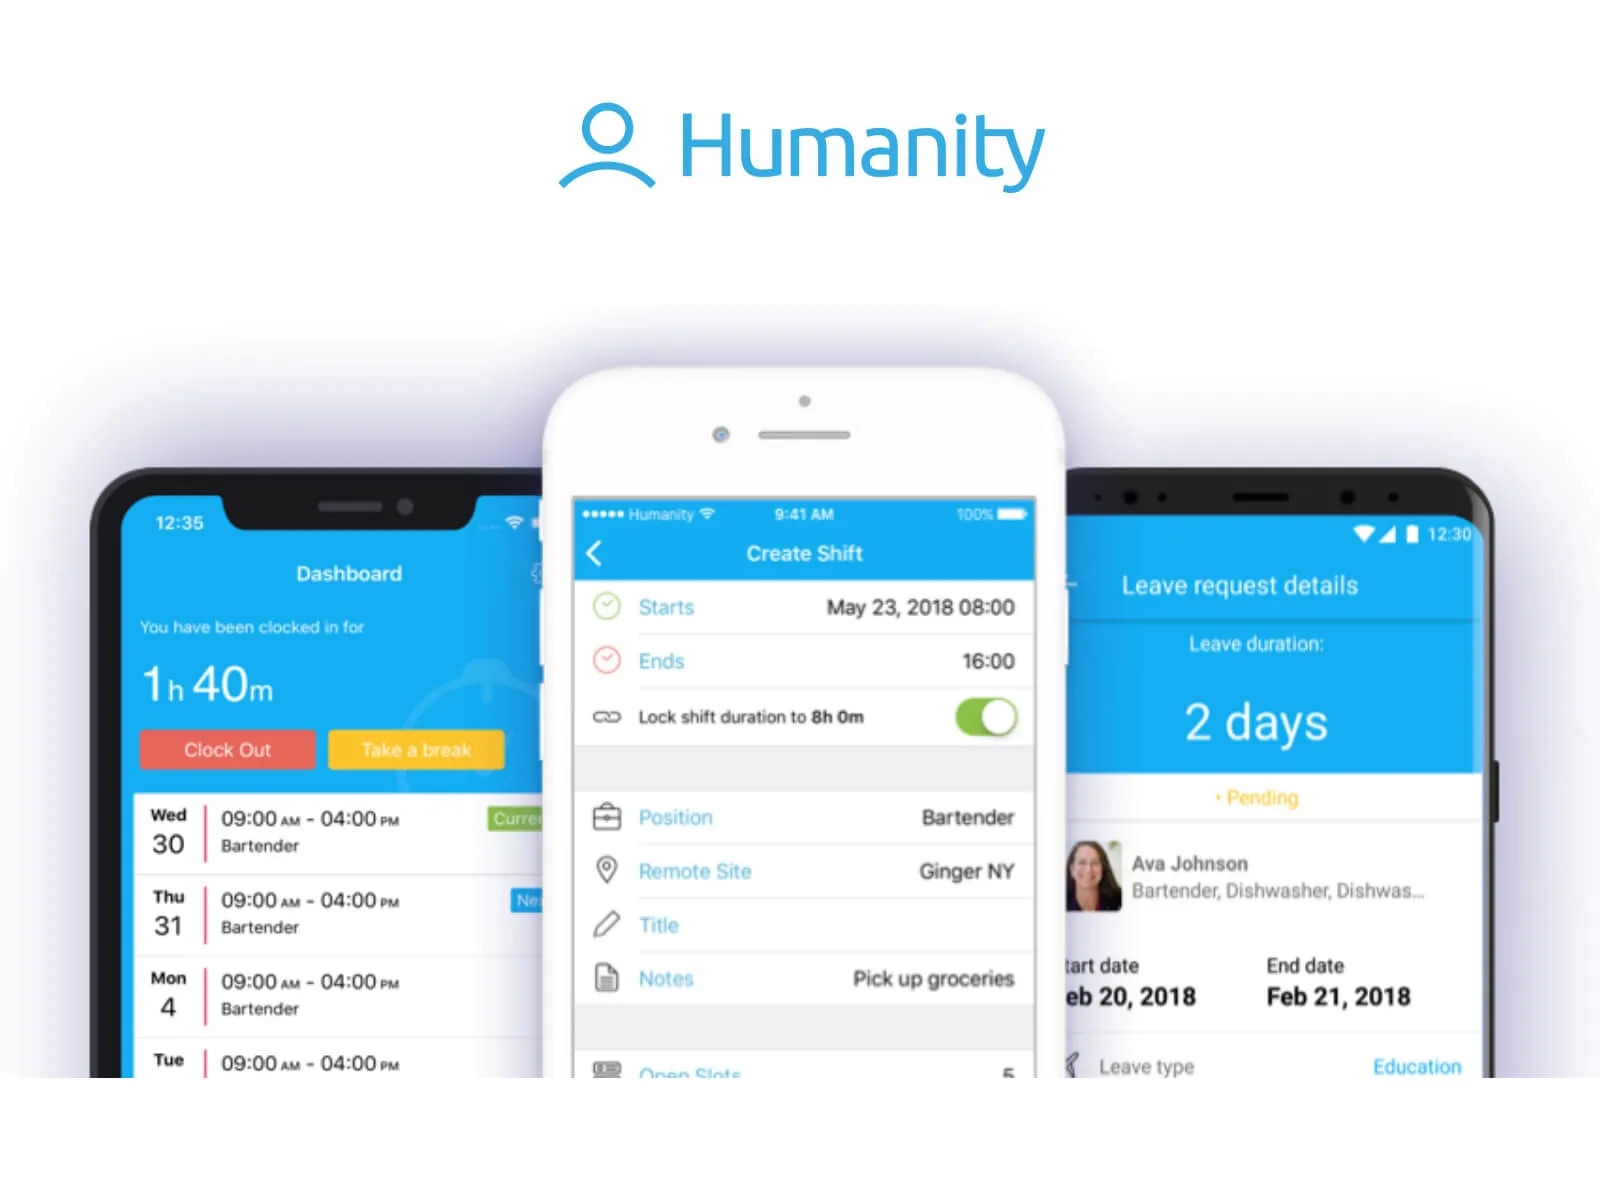 Humanity
12:35
Dashboard
You have been clocked in for
1h 40m
Clock Out
Take a break
Wed
30
09:00 AM - 04:00 PM
Bartender
Curre
Thu
31
09:00 AM - 04:00 PM
Bartender
Ne
Mon
4
09:00 AM - 04:00 PM
Bartender
Tue
09:00 AM - 04:00 PM
Humanity
9:41 AM
100%
Create Shift
Starts
May 23, 2018 08:00
Ends
16:00
Lock shift duration to 8h 0m
Position
Bartender
Remote Site
Ginger NY
Title
Notes
Pick up groceries
Open Slots
5
12:30
Leave request details
Leave duration:
2 days
• Pending
Ava Johnson
Bartender, Dishwasher, Dishwas...
tart date
End date
eb 20, 2018
Feb 21, 2018
Leave type
Education